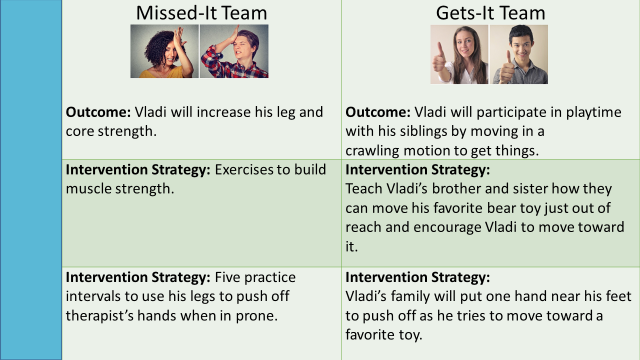 Missed-It Team
Gets-It Team
Outcome: Vladi will increase his leg and
core strength.
Outcome: Vladi will participate in playtime
with his siblings by moving in a
crawling motion to get things.
Intervention Strategy: Exercises to build
muscle strength.
Intervention Strategy:
Teach Vladi’s brother and sister how they
can move his favorite bear toy just out of
reach and encourage Vladi to move toward
it.
Intervention Strategy: Five practice
intervals to use his legs to push off
therapist’s hands when in prone.
Intervention Strategy:
Vladi’s family will put one hand near his feet
to push off as he tries to move toward a
favorite toy.